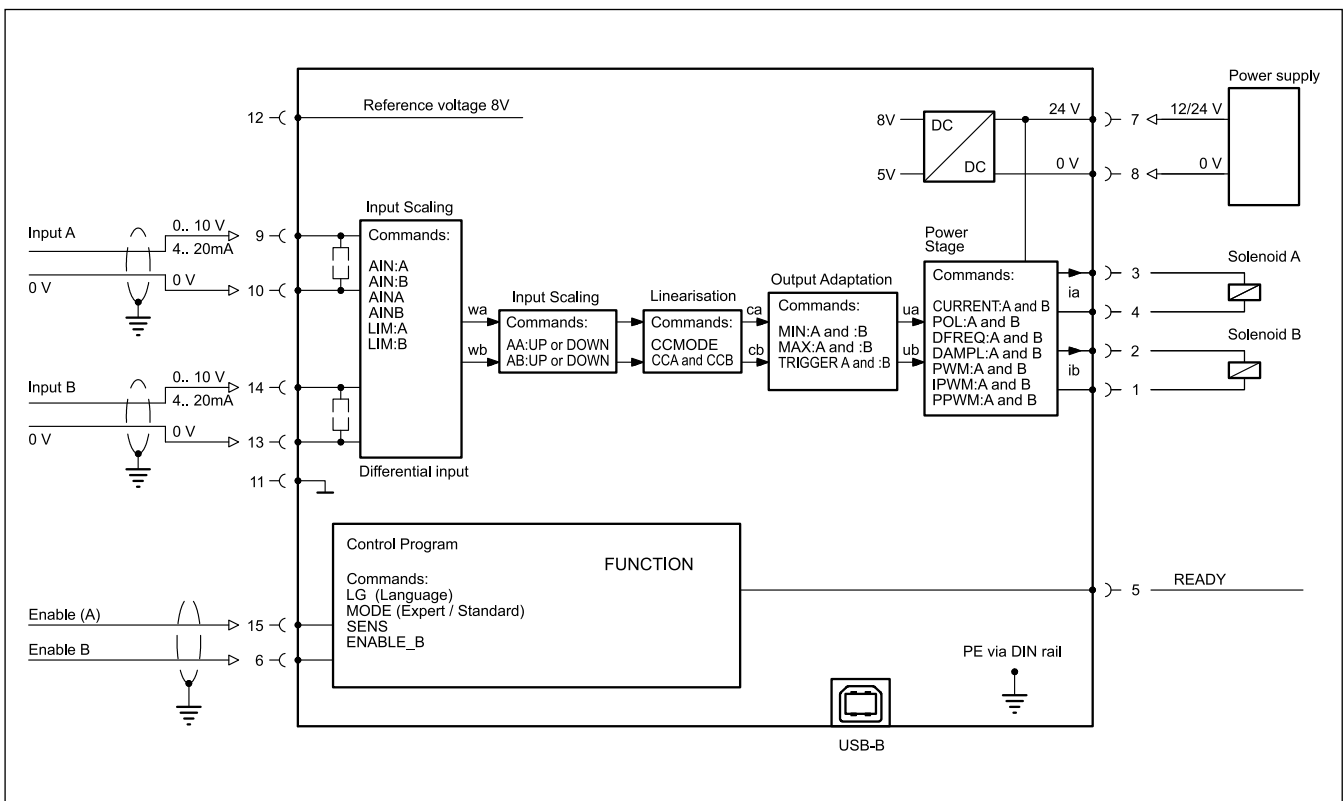 Power supply
12
Reference voltage 8V
8V
DC
DC
5V
24 V
0 V
7
12/24 V
8
0 V
Input A
0.. 10 V
4.. 20mA
0 V
0 V
9
10
Input Scaling
Commands:
AIN:A
AIN:B
AINA
AINB
LIM:A
LIM:B
Differential input
Input B
0.. 10 V
4.. 20mA
0 V
0 V
14
13
11
wa
wb
Input Scaling
Commands:
AA:UP or DOWN
AB:UP or DOWN
Linearisation
Commands:
CCMODE
CCA and CCB
ca
cb
Output Adaptation
Commands:
MIN:A and :B
MAX:A and :B
TRIGGER A and :B
ua
ub
Power
Stage
Commands:
CURRENT:A and B
POL:A and B
DFREQ:A and B
DAMPL:A and B
PWM:A and B
IPWM:A and B
PPWM:A and B
ia
ib
3
4
2
1
Solenoid A
Solenoid B
Control Program
FUNCTION
Commands:
LG (Language)
MODE (Expert / Standard)
SENS
ENABLE_B
Enable (A)
15
Enable B
6
5
READY
PE via DIN rail
USB-B